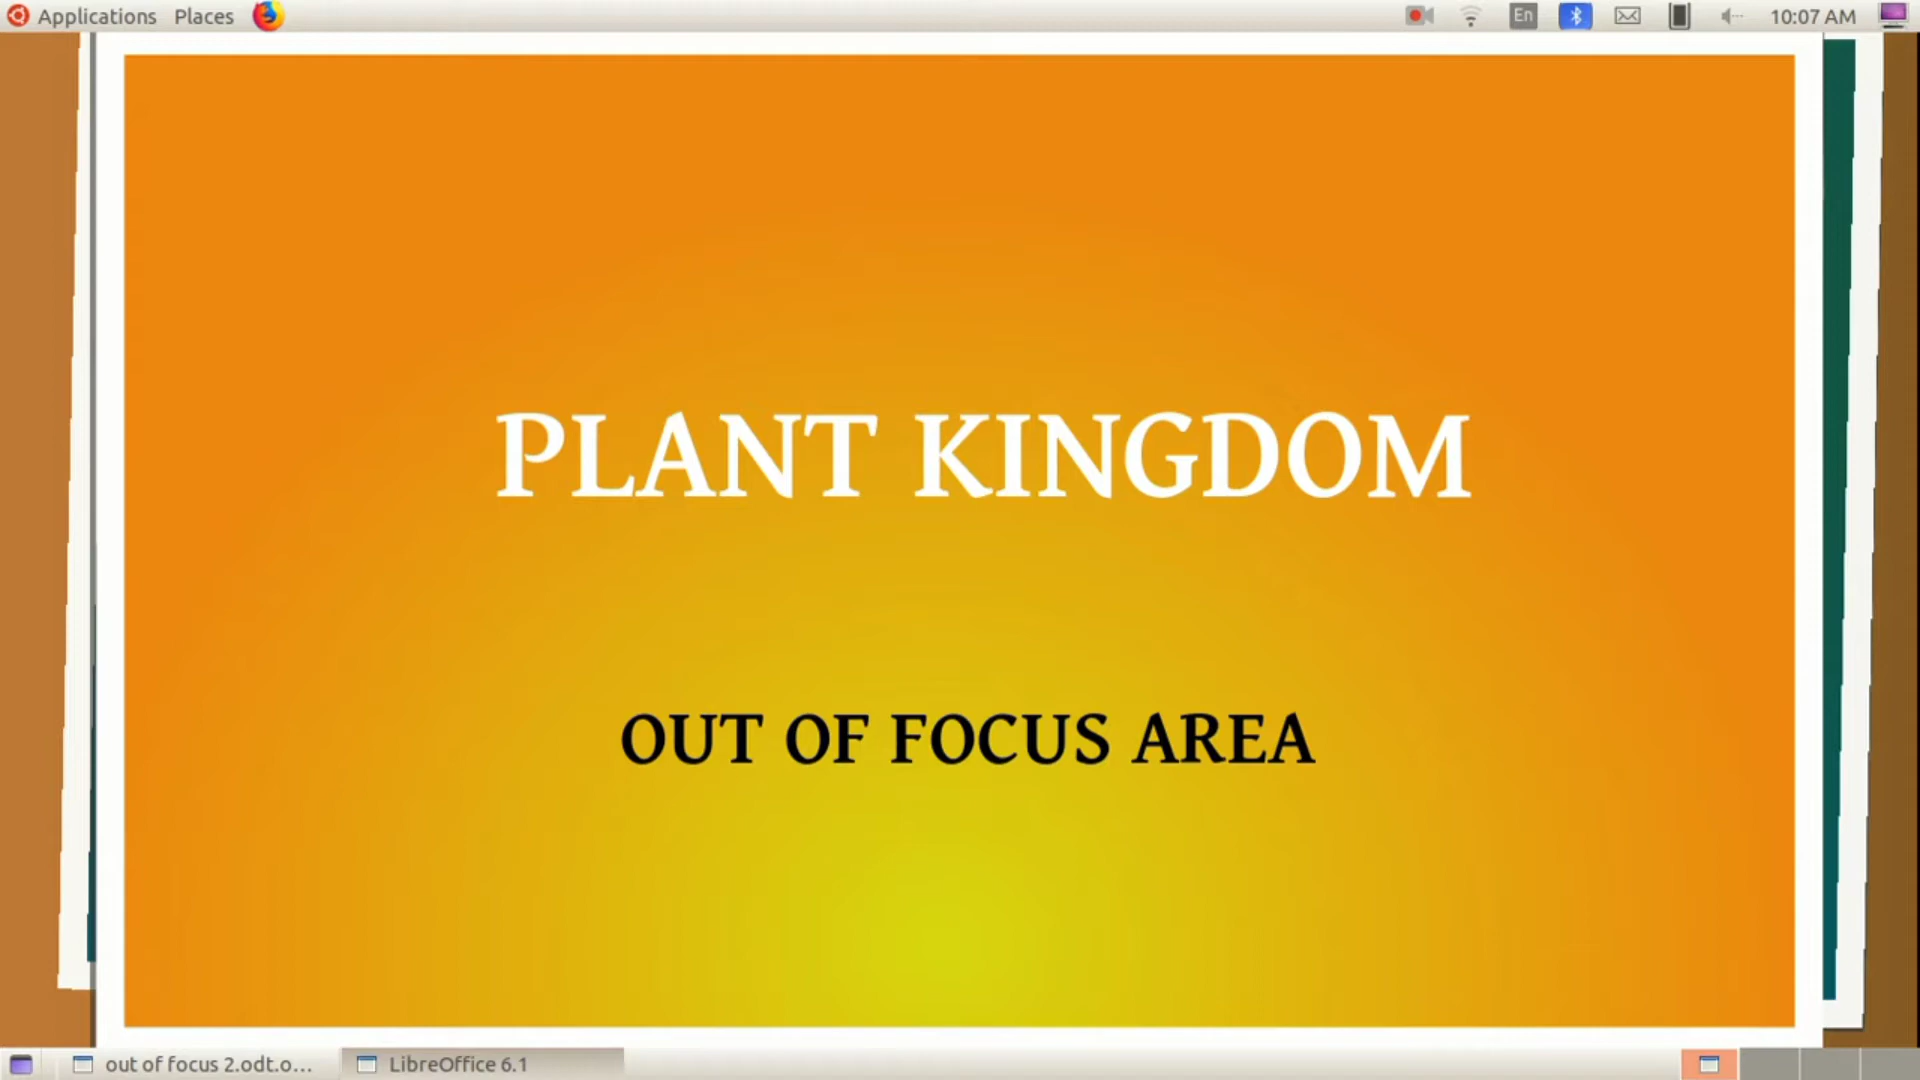 Applications Places En 10:07 AM
PLANT KINGDOM
OUT OF FOCUS AREA
out of focus 2.odt.o... LibreOffice 6.1